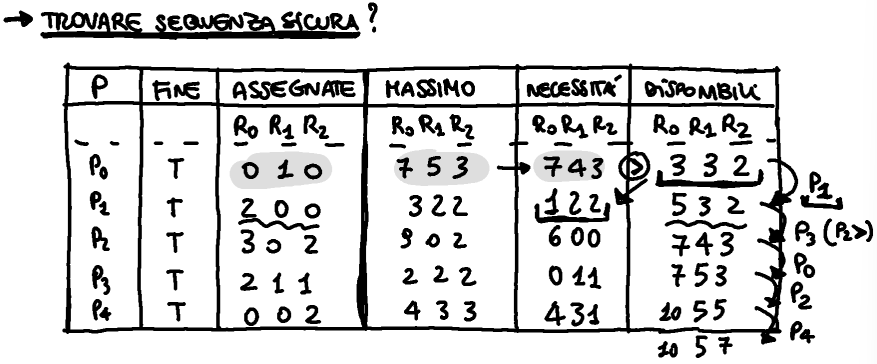 → TROVARE SEQUENZA SICURA?
P FINE ASSEGNATE MASSIMO NECESSITÀ DISPONIBILI
R0 R1 R2 R0 R1 R2 R0 R1 R2 R0 R1 R2
P0 T 0 1 0 7 5 3 → 7 4 3 > 3 3 2
P1
P1 T 2 0 0 3 2 2 1 2 2 5 3 2
P2 T 3 0 2 9 0 2 6 0 0 7 4 3 P3 (P2>)
P3 T 2 1 1 2 2 2 0 1 1 7 5 3 P0
P2
P4 T 0 0 2 4 3 3 4 3 1 10 5 5
P4
10 5 7